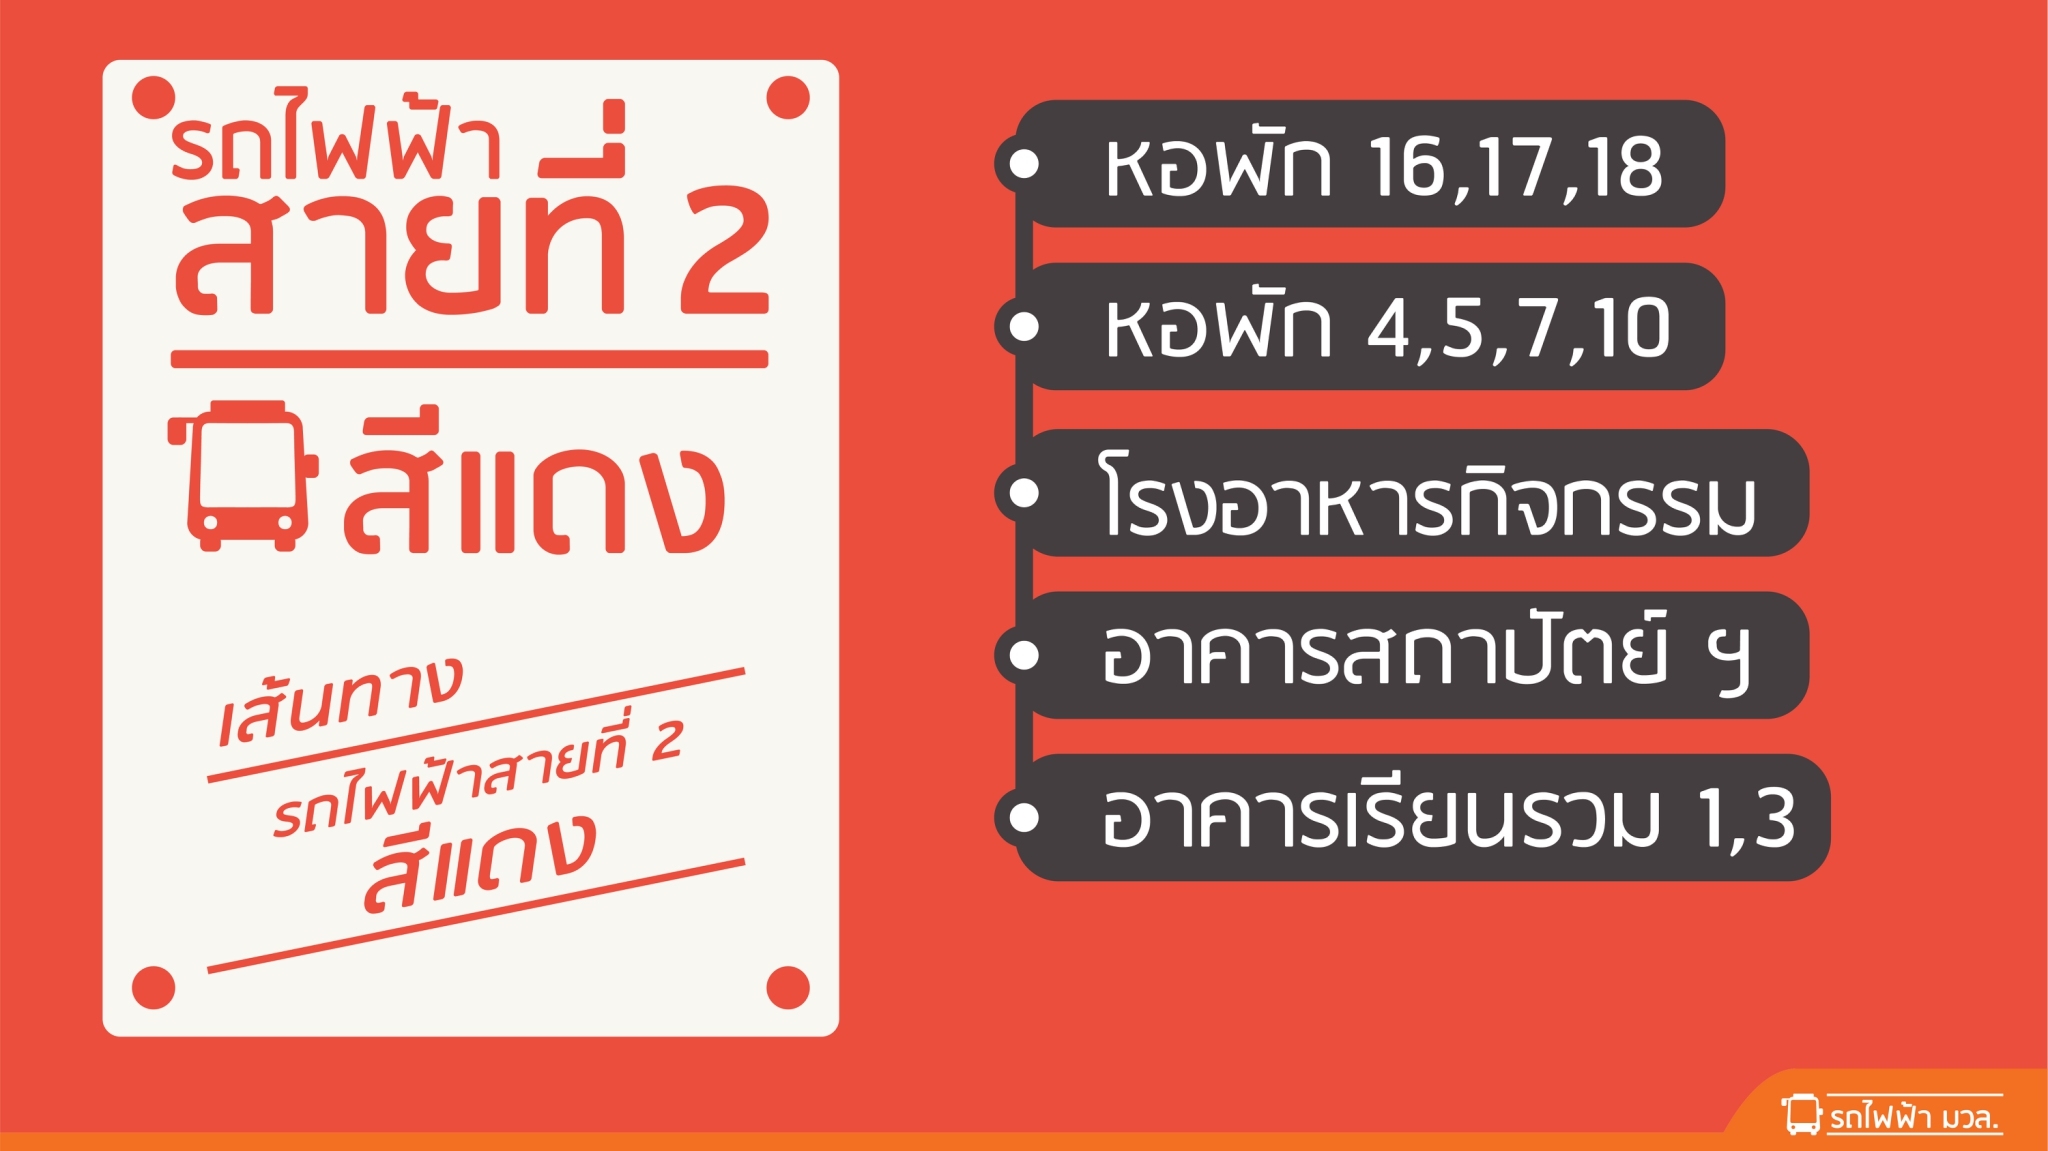 รถไฟฟ้า
สายที่ 2
สีแดง
เส้นทาง
รถไฟฟ้าสายที่ 2
สีแดง
หอพัก 16,17,18
หอพัก 4,5,7,10
โรงอาหารกิจกรรม
อาคารสถาปัตย์ ฯ
อาคารเรียนรวม 1,3
รถไฟฟ้า มวล.